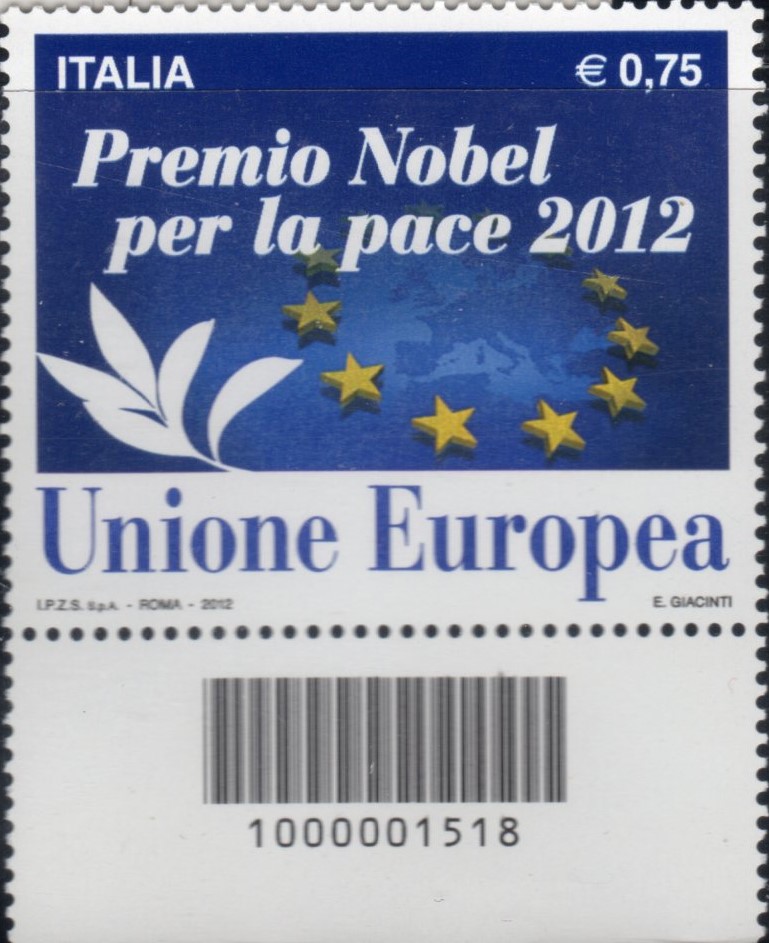 ITALIA € 0,75
Premio Nobel
per la pace 2012
Unione Europea
I.P.Z.S. S.p.A. - ROMA - 2012 E. GIACINTI
1000001518